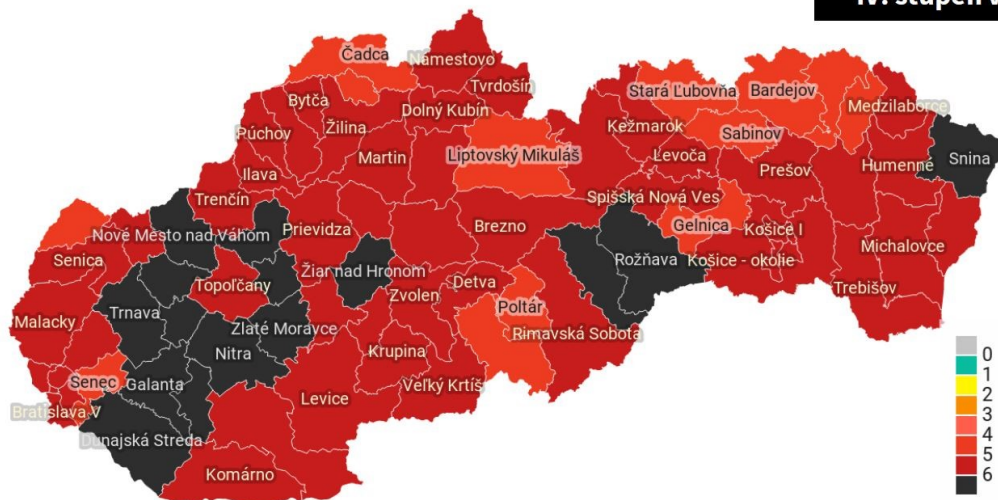 IV. stupeň v
Čadca
Námestovo
Tvrdošín
Bytča
Dolný Kubín
Stará Ľubovňa
Bardejov
Medzilaborce
Púchov
Žilina
Kežmarok
Sabinov
Martin
Liptovský Mikuláš
Levoča
Snina
Ilava
Prešov
Humenné
Trenčín
Spišská Nová Ves
Nové Mesto nad Váhom
Prievidza
Brezno
Gelnica
Košice I
Senica
Michalovce
Žiar nad Hronom
Rožňava
Košice - okolie
Topoľčany
Detva
Trebišov
Zvolen
Poltár
Trnava
Malacky
Zlaté Moravce
Rimavská Sobota
Nitra
Krupina
Senec
Galanta
Veľký Krtíš
Levice
Bratislava V
Dunajská Streda
Komárno
0
1
2
3
4
5
6